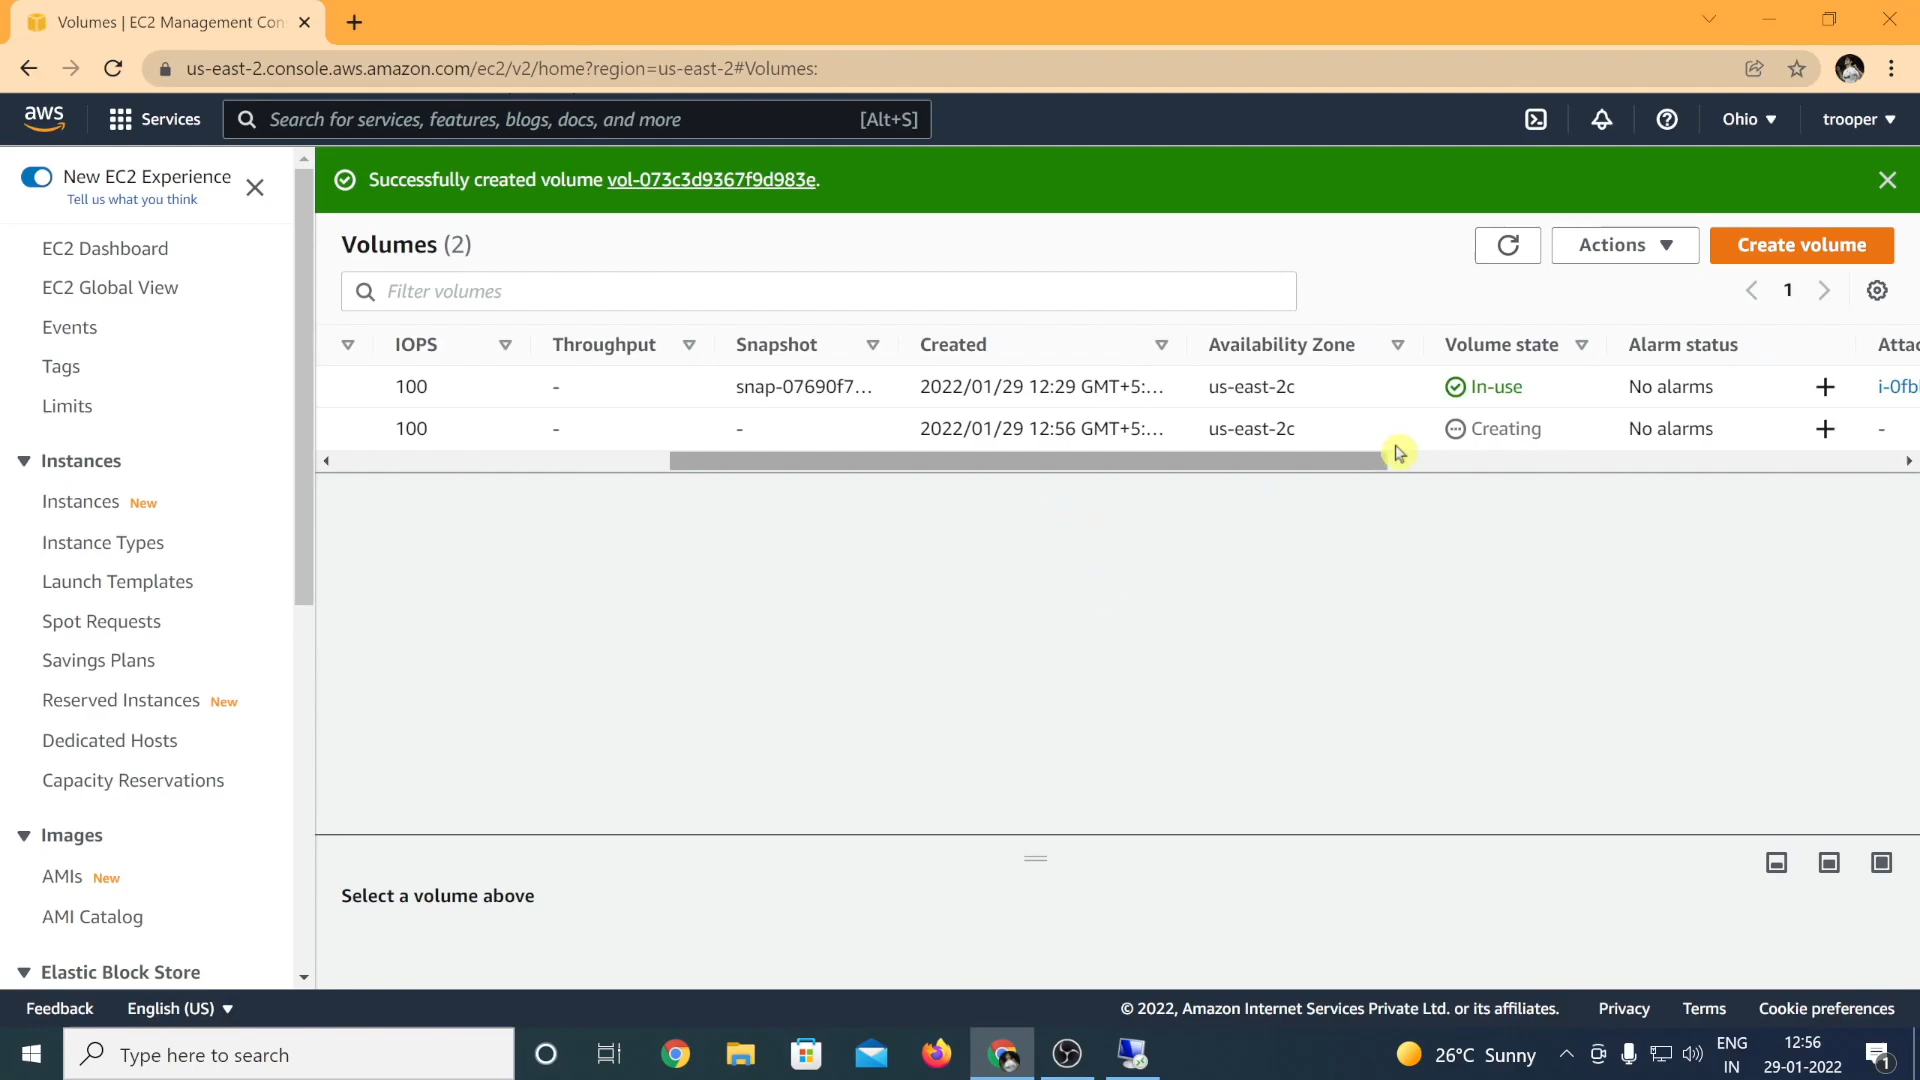 Volumes | EC2 Management Con
us-east-2.console.aws.amazon.com/ec2/v2/home?region=us-east-2#Volumes:
aws
Services
Search for services, features, blogs, docs, and more
[Alt+S]
Ohio
trooper
New EC2 Experience
Tell us what you think
EC2 Dashboard
EC2 Global View
Events
Tags
Limits
Instances
Instances New
Instance Types
Launch Templates
Spot Requests
Savings Plans
Reserved Instances New
Dedicated Hosts
Capacity Reservations
Images
AMIs New
AMI Catalog
Elastic Block Store
Successfully created volume vol-073c3d9367f9d983e.
Volumes (2)
Actions
Create volume
Filter volumes
1
IOPS Throughput Snapshot Created Availability Zone Volume state Alarm status Attac
100 - snap-07690f7... 2022/01/29 12:29 GMT+5:... us-east-2c In-use No alarms + i-0fb
100 - - 2022/01/29 12:56 GMT+5:... us-east-2c Creating No alarms + -
Select a volume above
Feedback English (US) © 2022, Amazon Internet Services Private Ltd. or its affiliates. Privacy Terms Cookie preferences
Type here to search
26°C Sunny
ENG
IN
12:56
29-01-2022
1